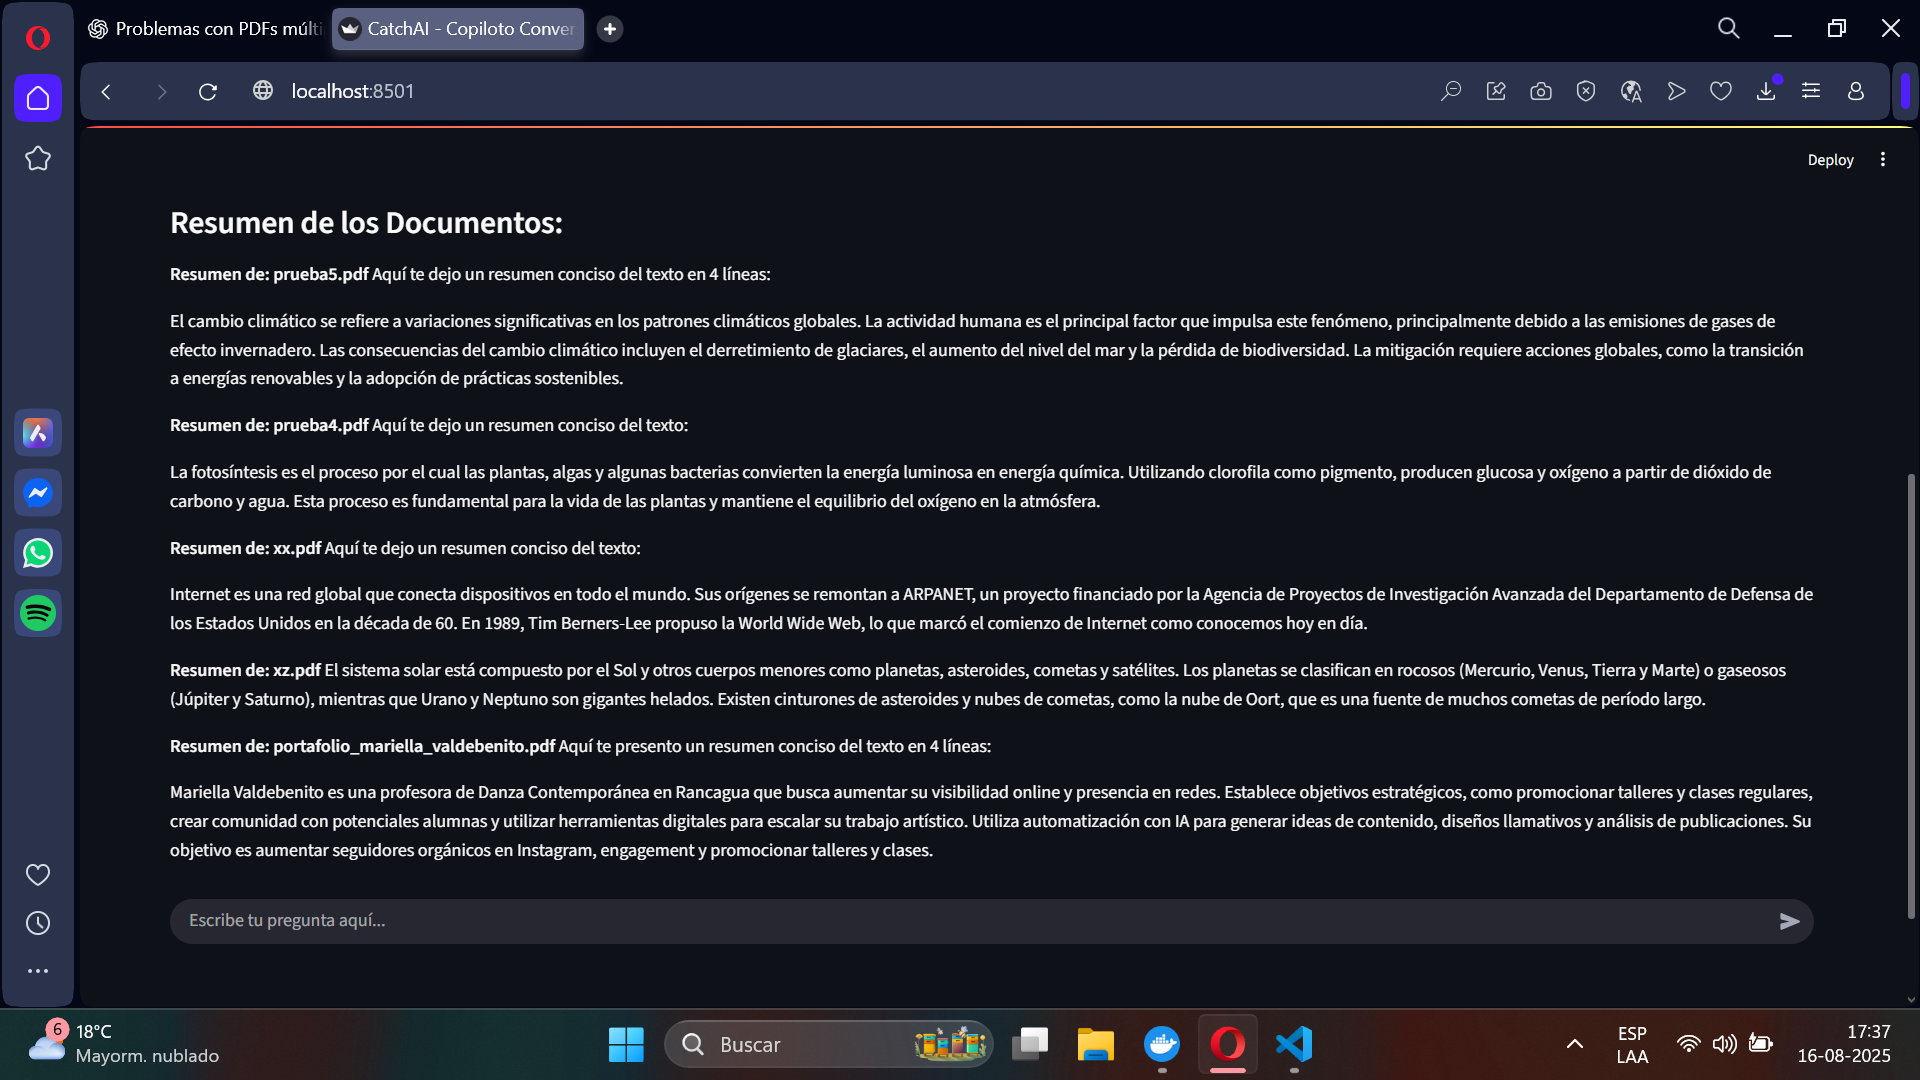 Problemas con PDFs múlti
CatchAI - Copiloto Conver
localhost:8501
Deploy
Resumen de los Documentos:
Resumen de: prueba5.pdf Aquí te dejo un resumen conciso del texto en 4 líneas:
El cambio climático se refiere a variaciones significativas en los patrones climáticos globales. La actividad humana es el principal factor que impulsa este fenómeno, principalmente debido a las emisiones de gases de
efecto invernadero. Las consecuencias del cambio climático incluyen el derretimiento de glaciares, el aumento del nivel del mar y la pérdida de biodiversidad. La mitigación requiere acciones globales, como la transición
a energías renovables y la adopción de prácticas sostenibles.
Resumen de: prueba4.pdf Aquí te dejo un resumen conciso del texto:
La fotosíntesis es el proceso por el cual las plantas, algas y algunas bacterias convierten la energía luminosa en energía química. Utilizando clorofila como pigmento, producen glucosa y oxígeno a partir de dióxido de
carbono y agua. Esta proceso es fundamental para la vida de las plantas y mantiene el equilibrio del oxígeno en la atmósfera.
Resumen de: xx.pdf Aquí te dejo un resumen conciso del texto:
Internet es una red global que conecta dispositivos en todo el mundo. Sus orígenes se remontan a ARPANET, un proyecto financiado por la Agencia de Proyectos de Investigación Avanzada del Departamento de Defensa de
los Estados Unidos en la década de 60. En 1989, Tim Berners-Lee propuso la World Wide Web, lo que marcó el comienzo de Internet como conocemos hoy en día.
Resumen de: xz.pdf El sistema solar está compuesto por el Sol y otros cuerpos menores como planetas, asteroides, cometas y satélites. Los planetas se clasifican en rocosos (Mercurio, Venus, Tierra y Marte) o gaseosos
(Júpiter y Saturno), mientras que Urano y Neptuno son gigantes helados. Existen cinturones de asteroides y nubes de cometas, como la nube de Oort, que es una fuente de muchos cometas de período largo.
Resumen de: portafolio_mariella_valdebenito.pdf Aquí te presento un resumen conciso del texto en 4 líneas:
Mariella Valdebenito es una profesora de Danza Contemporánea en Rancagua que busca aumentar su visibilidad online y presencia en redes. Establece objetivos estratégicos, como promocionar talleres y clases regulares,
crear comunidad con potenciales alumnas y utilizar herramientas digitales para escalar su trabajo artístico. Utiliza automatización con IA para generar ideas de contenido, diseños llamativos y análisis de publicaciones. Su
objetivo es aumentar seguidores orgánicos en Instagram, engagement y promocionar talleres y clases.
Escribe tu pregunta aquí...
6
18°C
Mayorm. nublado
Buscar
ESP
LAA
17:37
16-08-2025